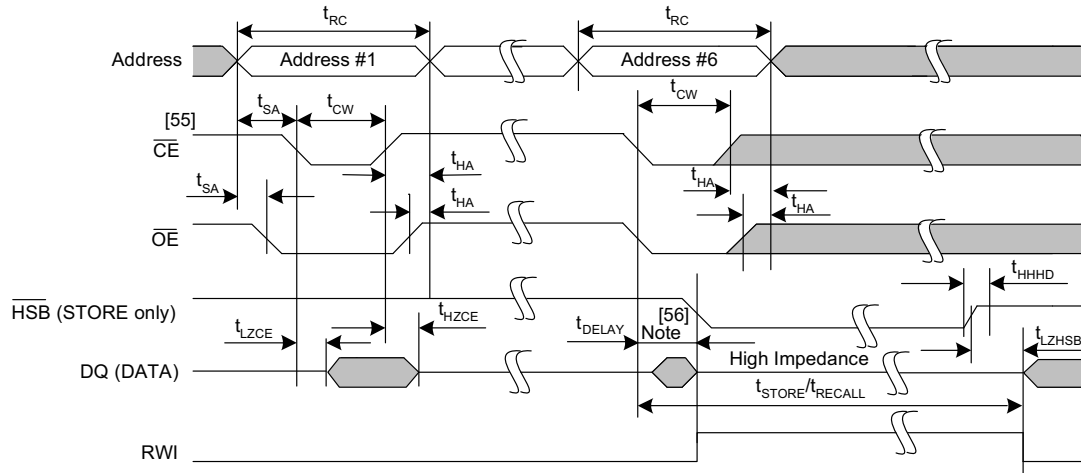 tRC tRC
Address Address #1 Address #6
tSA tCW tCW
[55]
CE
tHA
tSA tHA
tHA tHA
OE
tHHHD
HSB (STORE only)
tLZCE tHZCE tDELAY [56] Note tLZHSB
DQ (DATA) High Impedance
tSTORE/tRECALL
RWI